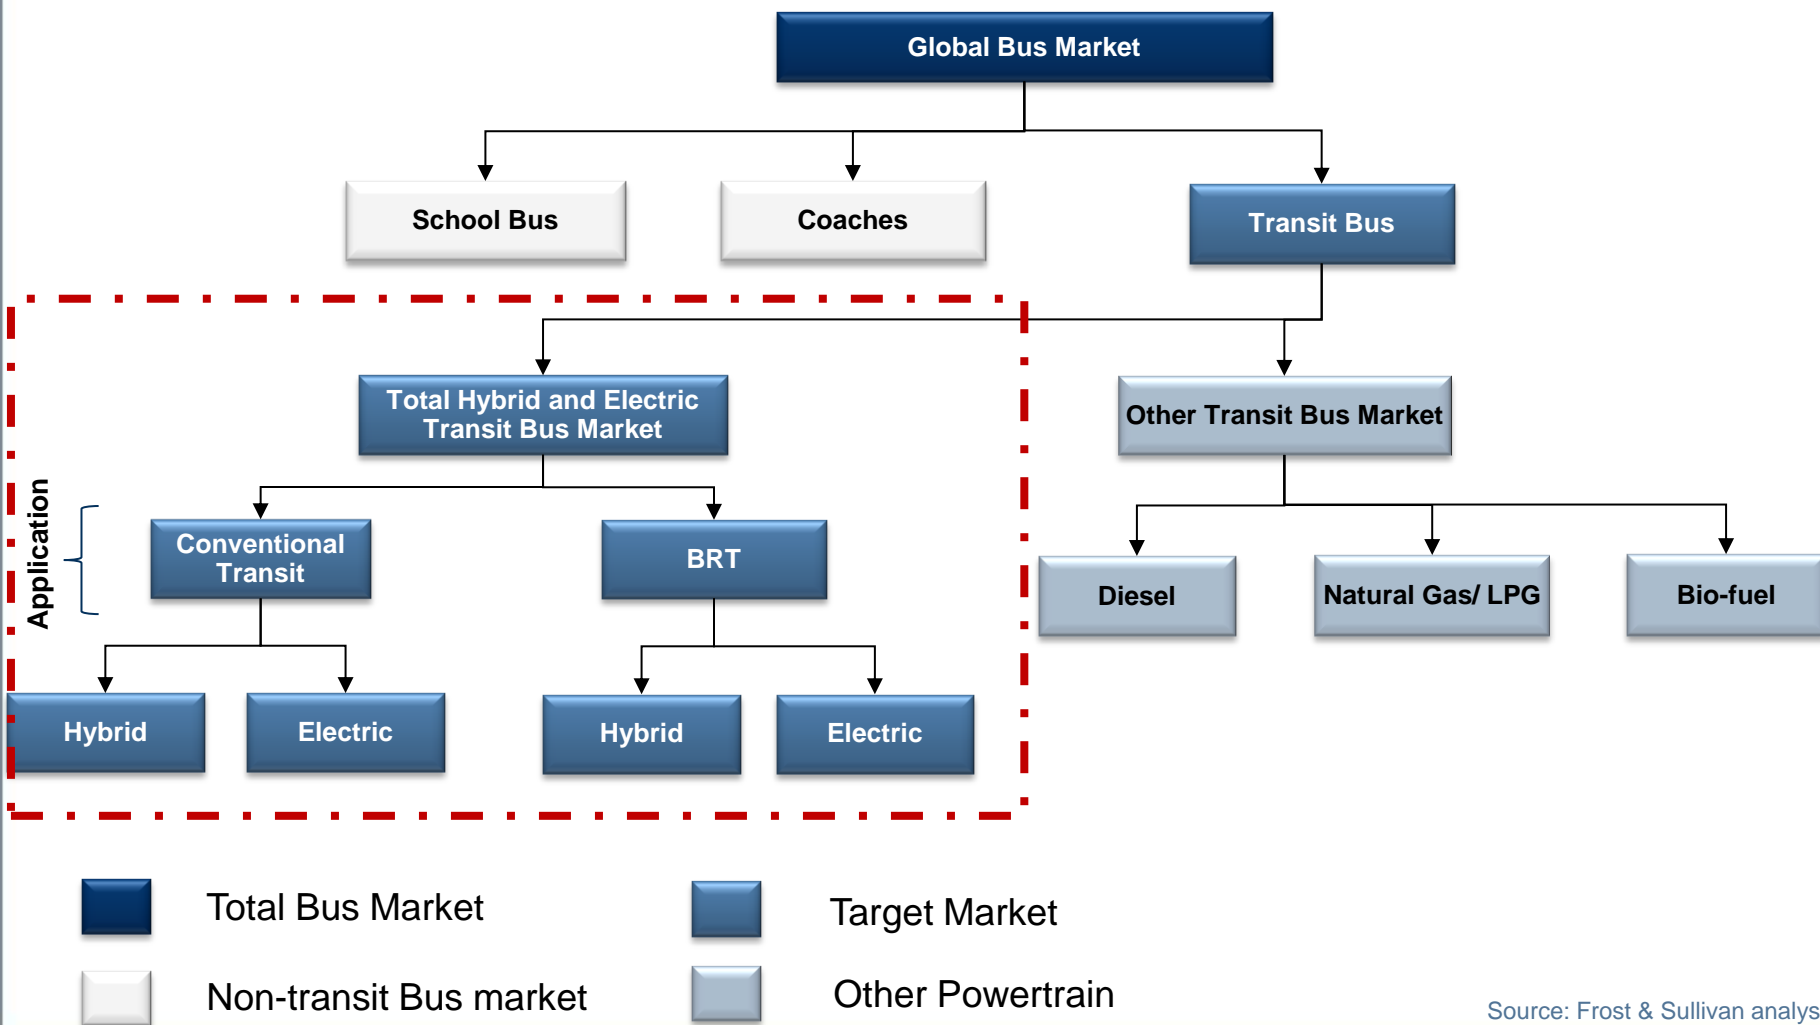 Global Bus Market
School Bus
Coaches
Transit Bus
Total Hybrid and Electric
Transit Bus Market
Other Transit Bus Market
Application
Conventional
Transit
BRT
Diesel
Natural Gas/ LPG
Bio-fuel
Hybrid
Electric
Hybrid
Electric
Total Bus Market
Target Market
Non-transit Bus market
Other Powertrain
Source: Frost & Sullivan analys